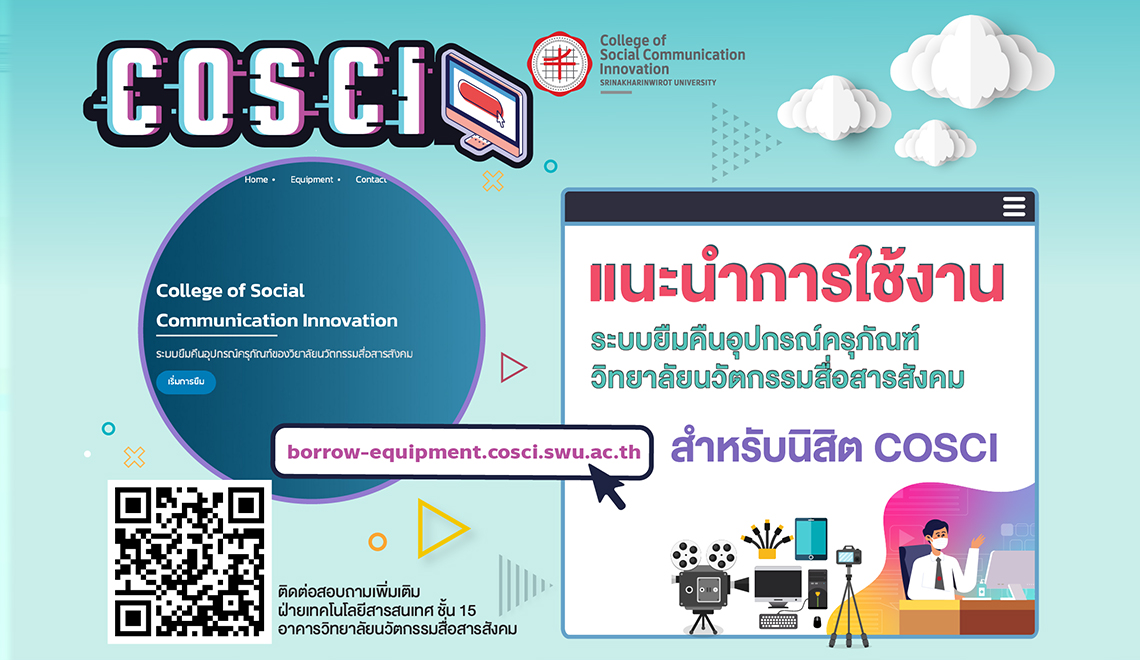 COSCI
College of
Social Communication
Innovation
SRINAKHARINWIROT UNIVERSITY
Home
Equipment
Contact
College of Social
Communication Innovation
ระบบยืมคืนอุปกรณ์ครุภัณฑ์ของวิยาลัยนวัตกรรมสื่อสารสังคม
เริ่มการยืม
borrow-equipment.cosci.swu.ac.th
แนะนำการใช้งาน
ระบบยืมคืนอุปกรณ์ครุภัณฑ์
วิทยาลัยนวัตกรรมสื่อสารสังคม
สำหรับนิสิต COSCI
ติดต่อสอบถามเพิ่มเติม
ฝ่ายเทคโนโลยีสารสนเทศ ชั้น 15
อาคารวิทยาลัยนวัตกรรมสื่อสารสังคม